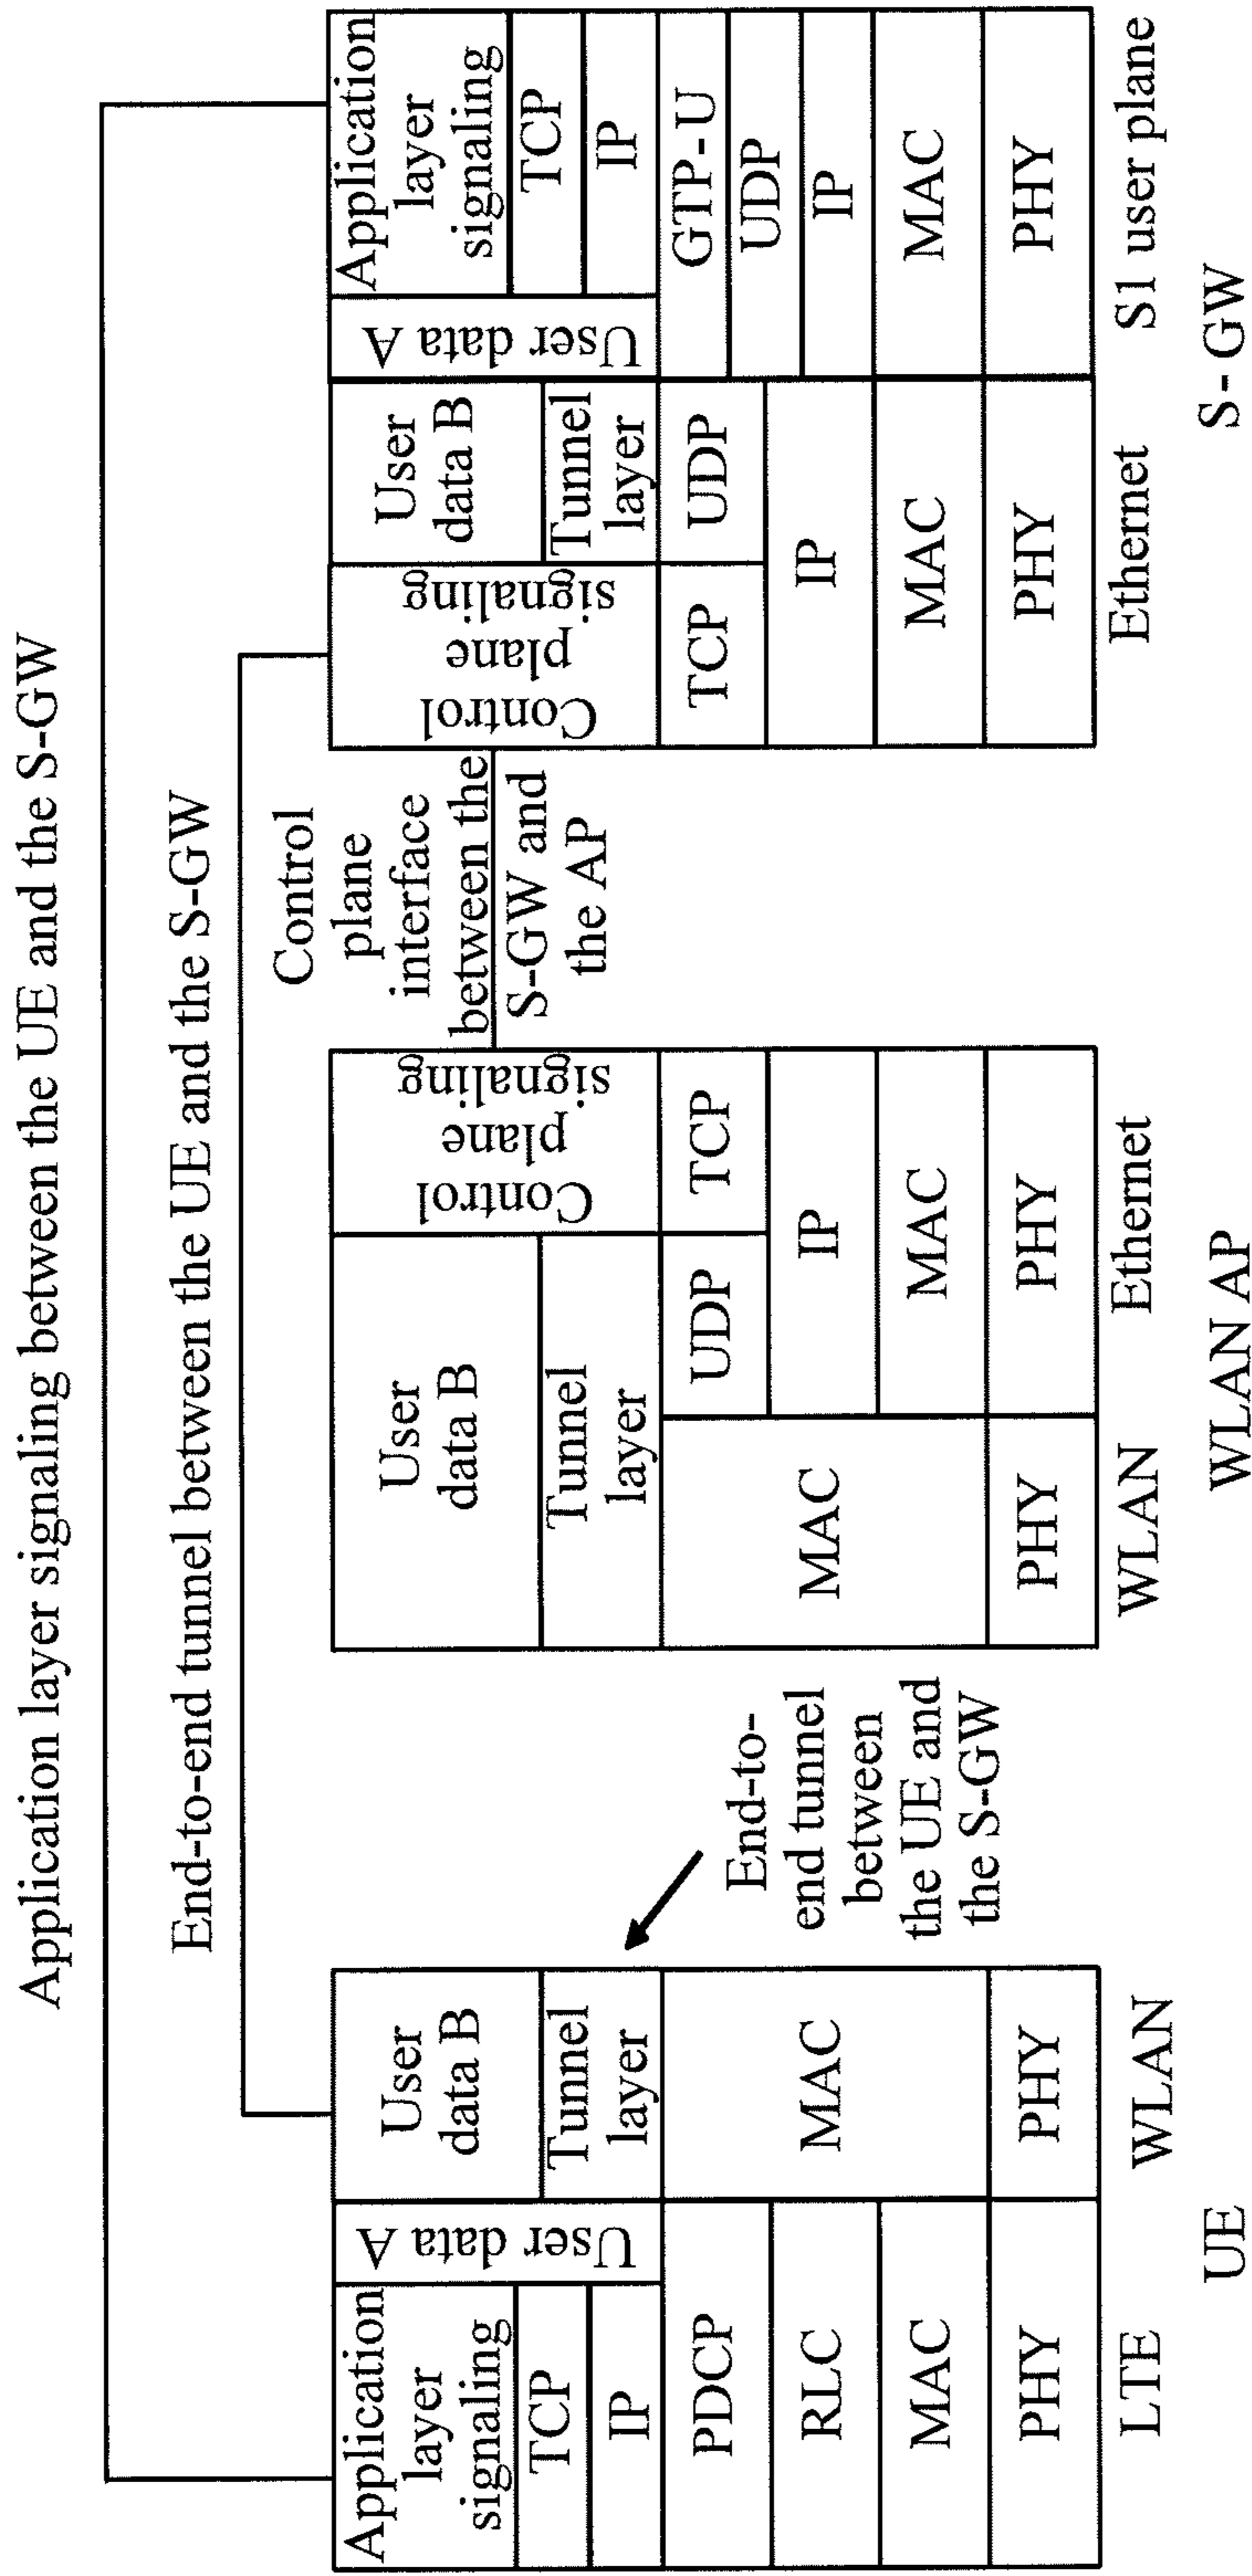 Application layer signaling between the UE and the S-GW
End-to-end tunnel between the UE and the S-GW
Application
layer
signaling
TCP
IP
User data A
PDCP
RLC
MAC
PHY
LTE
User
data B
Tunnel
layer
MAC
PHY
WLAN
UE
End-to-
end tunnel
between
the UE and
the S-GW
User
data B
Tunnel
layer
MAC
PHY
WLAN
Control
plane
signaling
UDP
TCP
IP
MAC
PHY
Ethernet
WLAN AP
Control
plane
interface
between the
S-GW and
the AP
Control
plane
signaling
User
data B
Tunnel
layer
TCP
UDP
IP
MAC
PHY
Ethernet
User data A
Application
layer
signaling
TCP
IP
GTP-U
UDP
IP
MAC
PHY
S1 user plane
S-GW